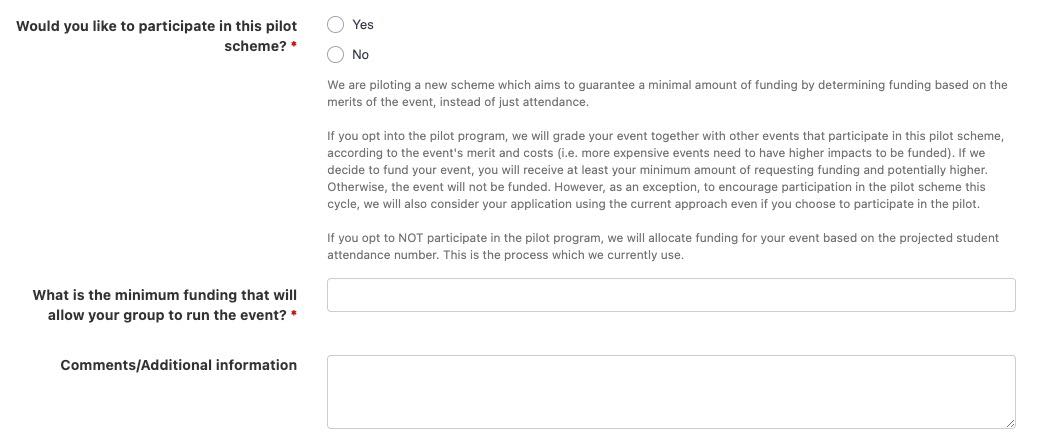 Would you like to participate in this pilot
scheme? *
Yes
No
We are piloting a new scheme which aims to guarantee a minimal amount of funding by determining funding based on the
merits of the event, instead of just attendance.
If you opt into the pilot program, we will grade your event together with other events that participate in this pilot scheme,
according to the event's merit and costs (i.e. more expensive events need to have higher impacts to be funded). If we
decide to fund your event, you will receive at least your minimum amount of requesting funding and potentially higher.
Otherwise, the event will not be funded. However, as an exception, to encourage participation in the pilot scheme this
cycle, we will also consider your application using the current approach even if you choose to participate in the pilot.
If you opt to NOT participate in the pilot program, we will allocate funding for your event based on the projected student
attendance number. This is the process which we currently use.
What is the minimum funding that will
allow your group to run the event? *
Comments/Additional information